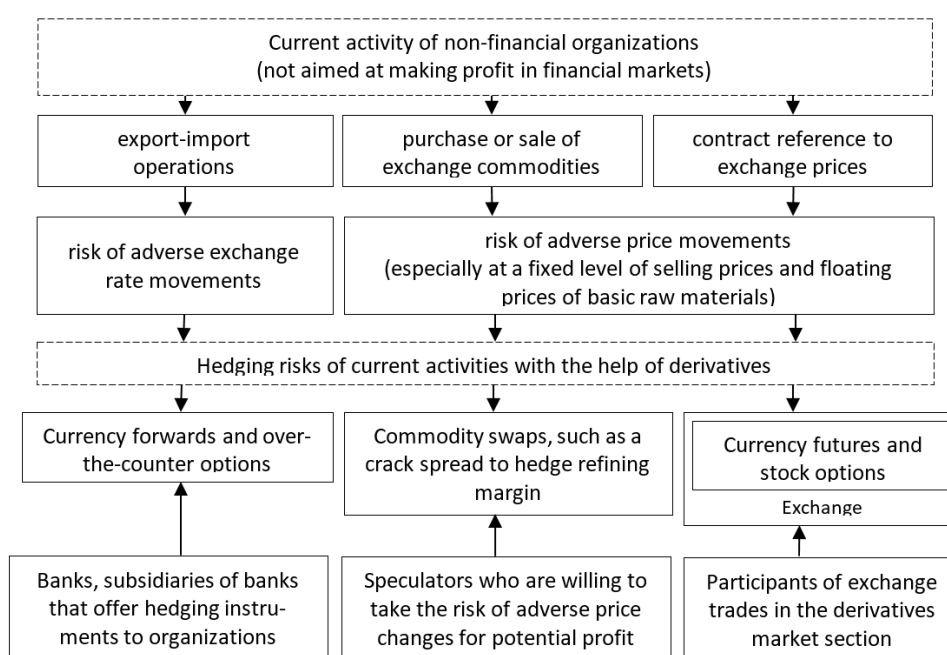 Current activity of non-financial organizations
(not aimed at making profit in financial markets)
export-import
operations
purchase or sale of
exchange commodities
contract reference to
exchange prices
risk of adverse exchange
rate movements
risk of adverse price movements
(especially at a fixed level of selling prices and floating
prices of basic raw materials)
Hedging risks of current activities with the help of derivatives
Currency forwards and over-
the-counter options
Commodity swaps, such as a
crack spread to hedge refining
margin
Currency futures and
stock options
Exchange
Banks, subsidiaries of banks
that offer hedging instru-
ments to organizations
Speculators who are willing to
take the risk of adverse price
changes for potential profit
Participants of exchange
trades in the derivatives
market section